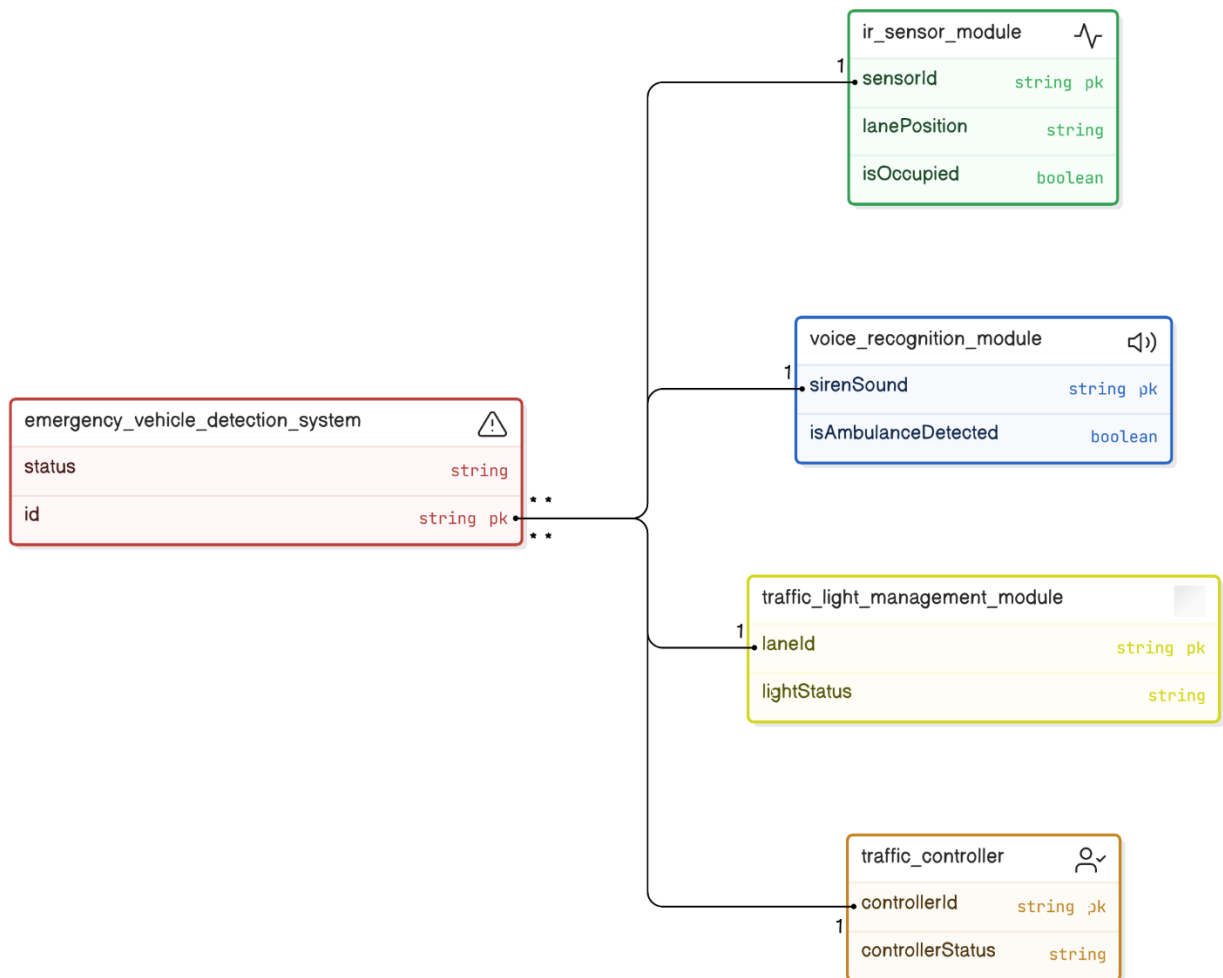 ir_sensor_module
1
sensorId string pk
lanePosition string
isOccupied boolean
voice_recognition_module
1
sirenSound string pk
isAmbulanceDetected boolean
emergency_vehicle_detection_system
status string
* *
id string pk
* *
traffic_light_management_module
1
laneId string pk
lightStatus string
traffic_controller
controllerId string pk
1
controllerStatus string